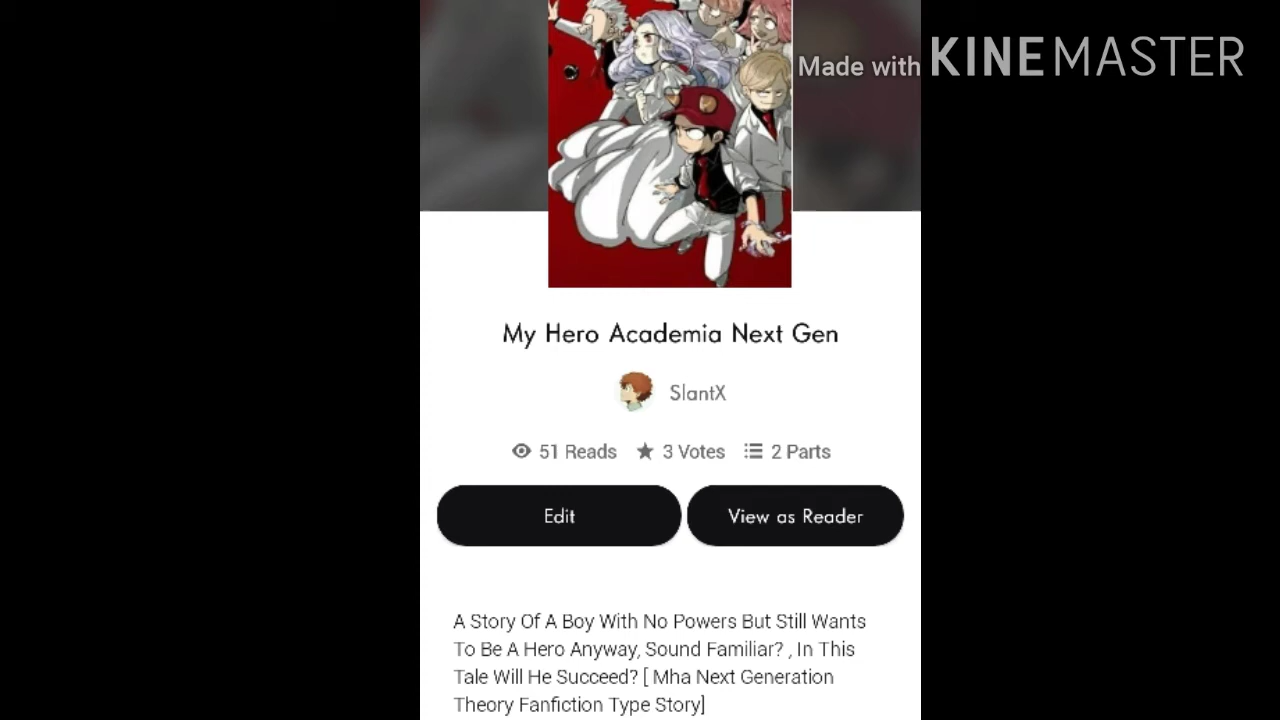 Made with KINEMASTER
My Hero Academia Next Gen
SlantX
51 Reads 3 Votes 2 Parts
Edit View as Reader
A Story Of A Boy With No Powers But Still Wants
To Be A Hero Anyway, Sound Familiar? , In This
Tale Will He Succeed? [ Mha Next Generation
Theory Fanfiction Type Story]